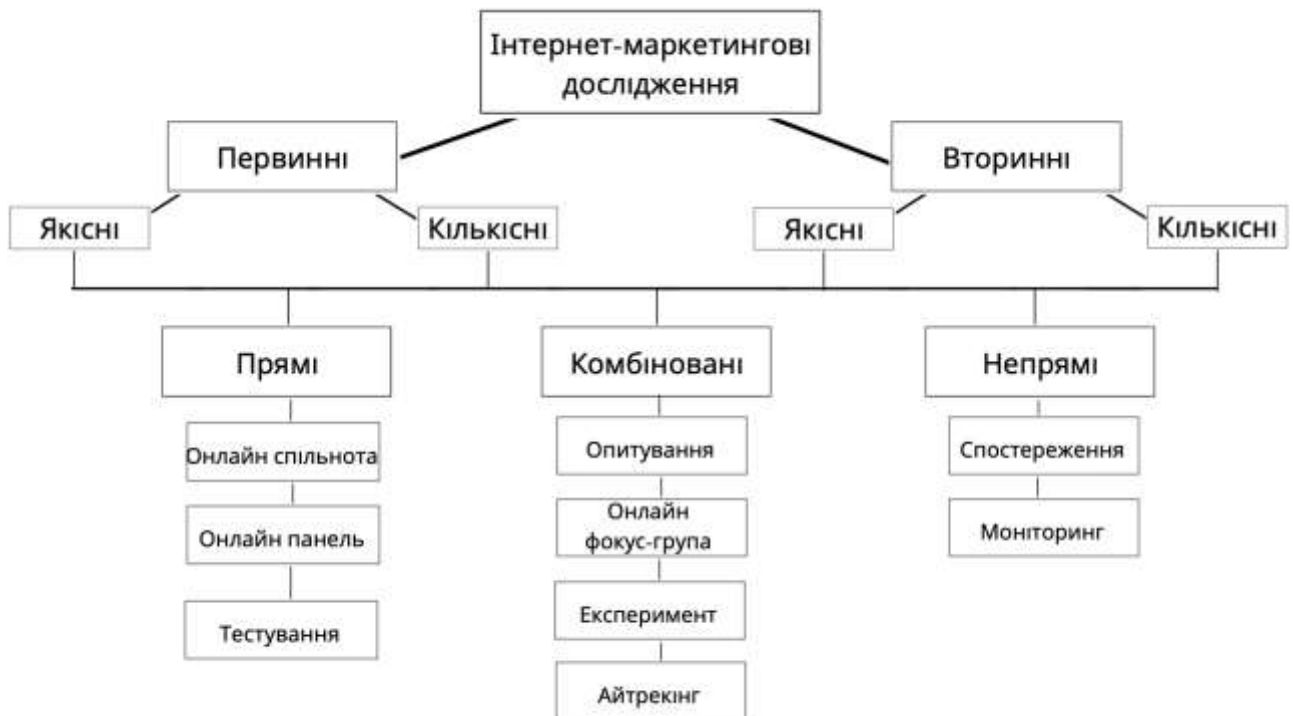 Інтернет-маркетингові
дослідження
Первинні
Вторинні
Якісні
Кількісні
Якісні
Кількісні
Прямі
Комбіновані
Непрямі
Онлайн спільнота
Опитування
Спостереження
Онлайн панель
Онлайн
фокус-група
Моніторинг
Тестування
Експеримент
Айтрекінг